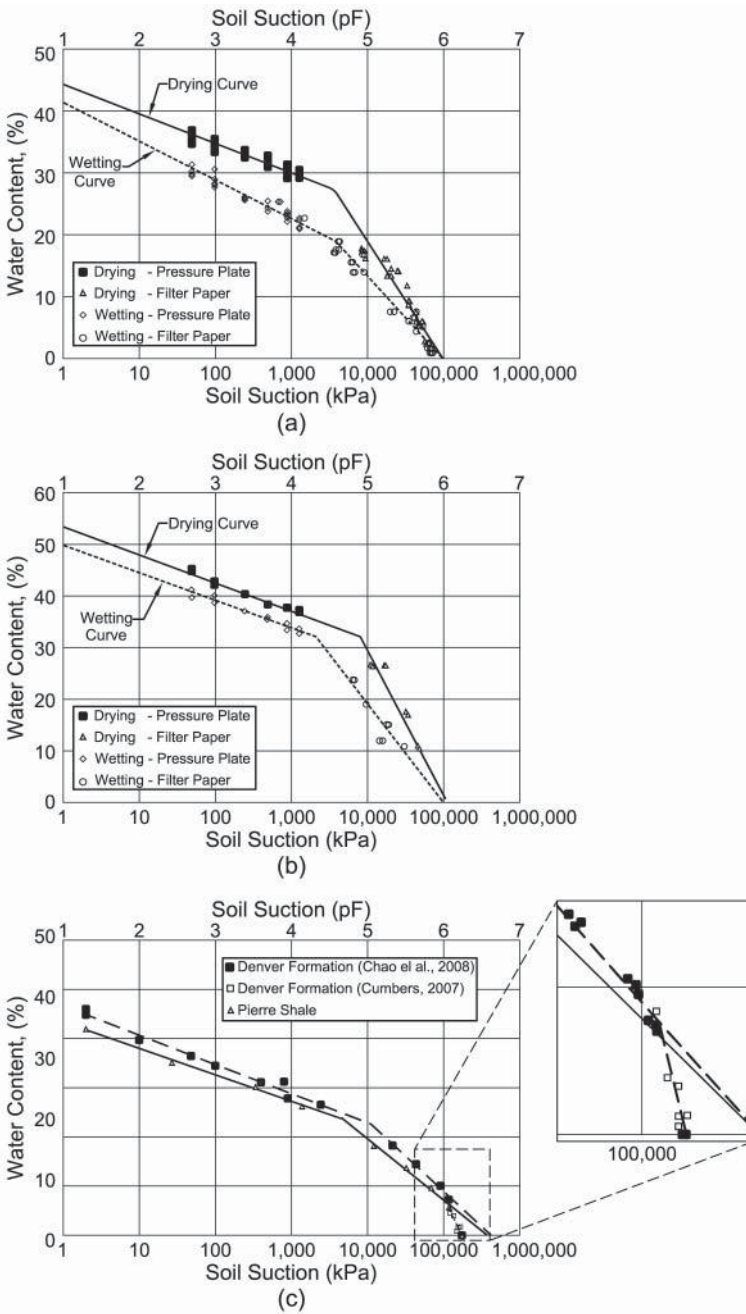 Soil Suction (pF)
1 2 3 4 5 6 7
50
40
30
20
10
0
Water Content, (%)
Drying Curve
Wetting
Curve
Drying - Pressure Plate
Drying - Filter Paper
Wetting - Pressure Plate
Wetting - Filter Paper
1 10 100 1,000 10,000 100,000 1,000,000
Soil Suction (kPa)
(a)
Soil Suction (pF)
1 2 3 4 5 6 7
60
50
40
30
20
10
0
Water Content, (%)
Drying Curve
Wetting
Curve
Drying - Pressure Plate
Drying - Filter Paper
Wetting - Pressure Plate
Wetting - Filter Paper
1 10 100 1,000 10,000 100,000 1,000,000
Soil Suction (kPa)
(b)
Soil Suction (pF)
1 2 3 4 5 6 7
50
40
30
20
10
0
Water Content, (%)
Denver Formation (Chao el al., 2008)
Denver Formation (Cumbers, 2007)
Pierre Shale
100,000
1 10 100 1,000 10,000 100,000 1,000,000
Soil Suction (kPa)
(c)